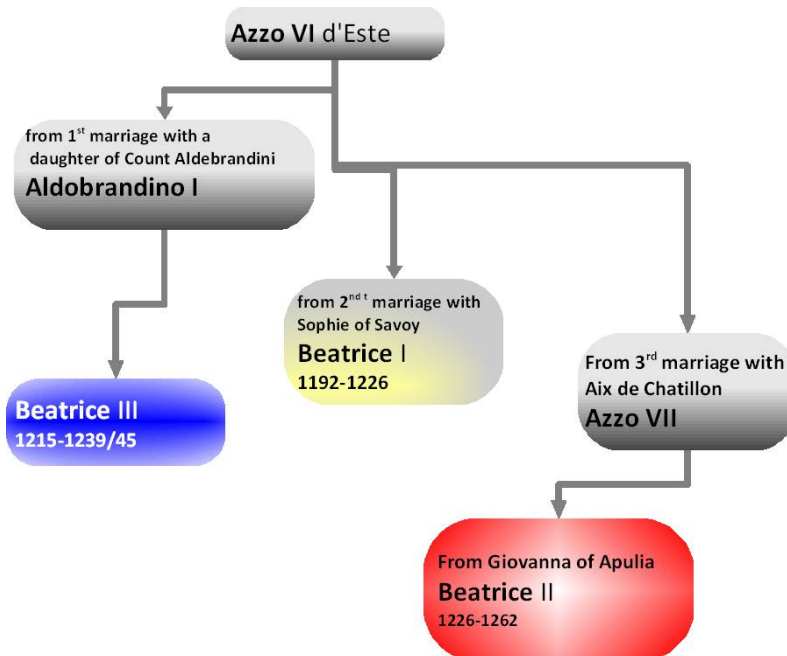 Azzo VI d'Este
from 1st marriage with a
daughter of Count Aldebrandini
Aldobrandino I
from 2nd t marriage with
Sophie of Savoy
Beatrice I
1192-1226
From 3rd marriage with
Aix de Chatillon
Azzo VII
Beatrice III
1215-1239/45
From Giovanna of Apulia
Beatrice II
1226-1262